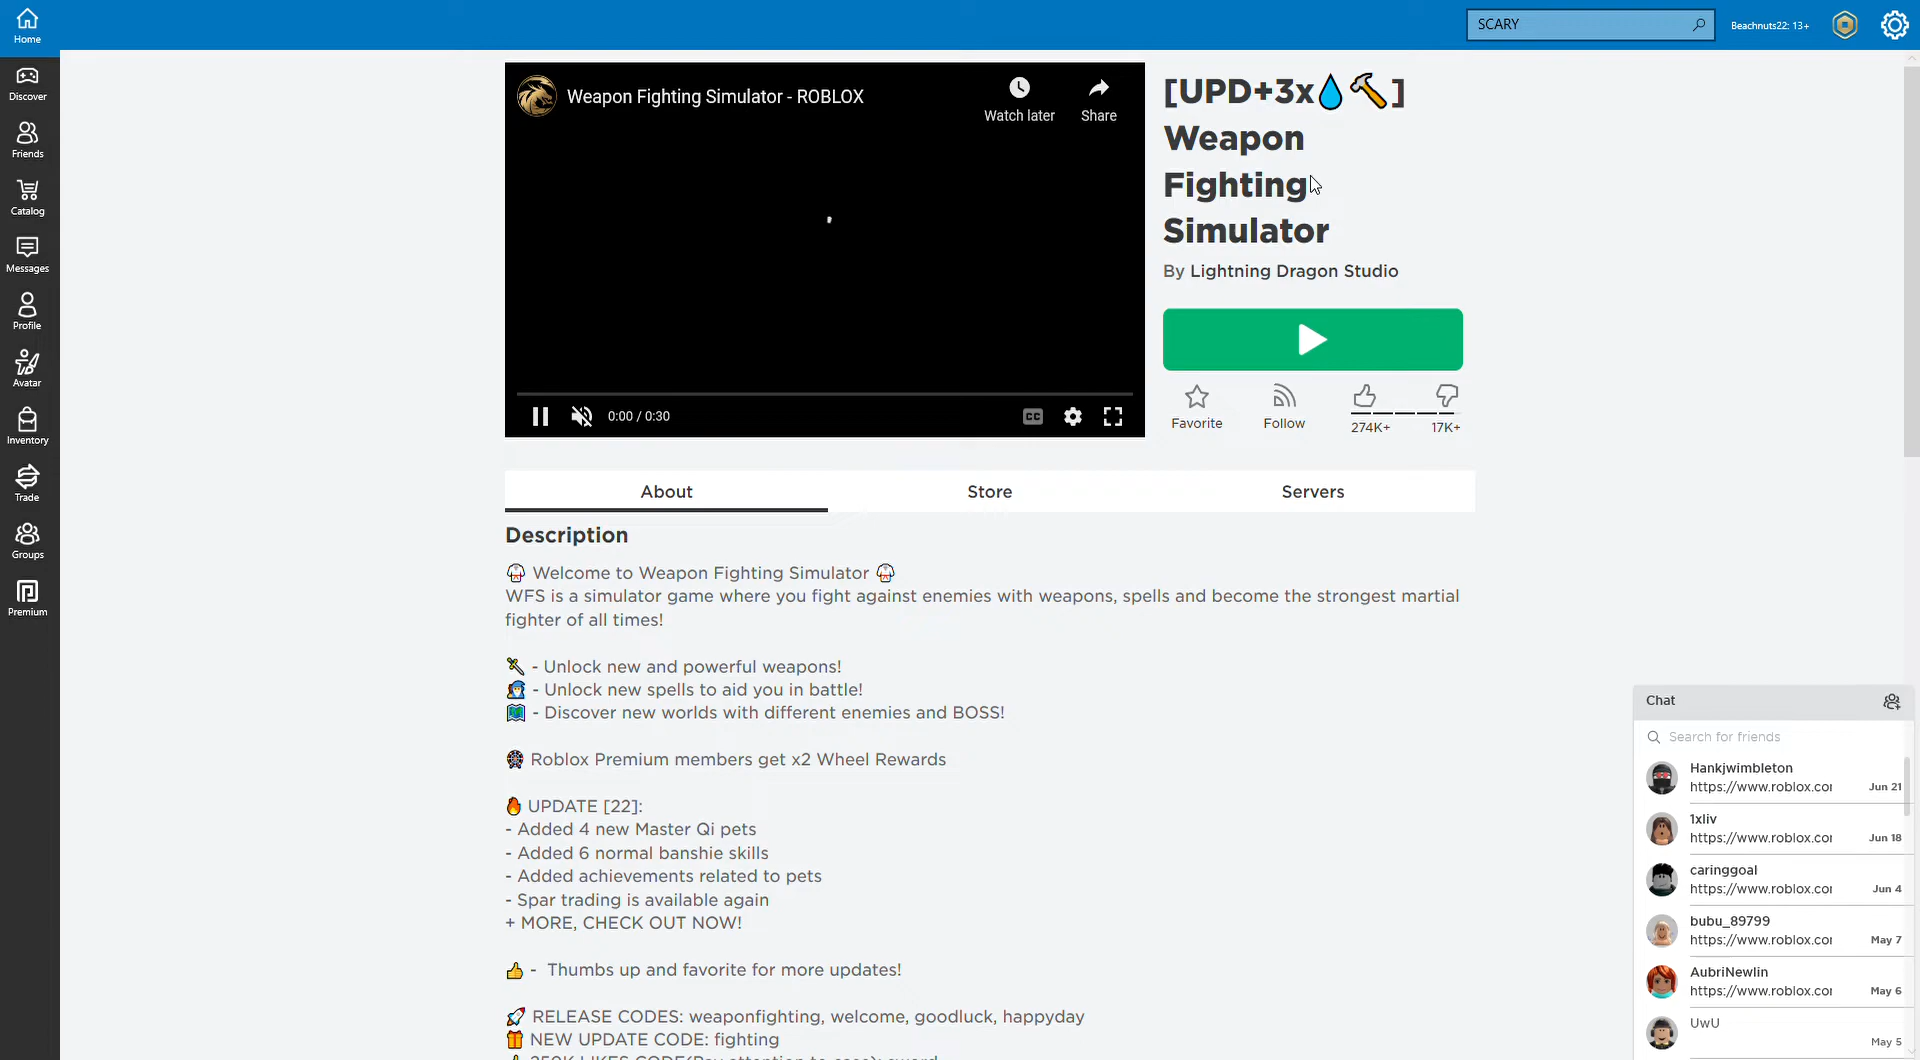 Home
SCARY
Beachnuts22: 13+
Discover
Friends
Catalog
Messages
Profile
Avatar
Inventory
Trade
Groups
Premium
Weapon Fighting Simulator - ROBLOX
Watch later
Share
0:00 / 0:30
CC
[UPD+3x💧🔨]
Weapon
Fighting
Simulator
By Lightning Dragon Studio
Favorite
Follow
274K+
17K+
About
Store
Servers
Description
🥋 Welcome to Weapon Fighting Simulator 🥋
WFS is a simulator game where you fight against enemies with weapons, spells and become the strongest martial
fighter of all times!
🗡️ - Unlock new and powerful weapons!
- Unlock new spells to aid you in battle!
🗺️ - Discover new worlds with different enemies and BOSS!
🎡 Roblox Premium members get x2 Wheel Rewards
🔥 UPDATE [22]:
- Added 4 new Master Qi pets
- Added 6 normal banshie skills
- Added achievements related to pets
- Spar trading is available again
+ MORE, CHECK OUT NOW!
👍 - Thumbs up and favorite for more updates!
🚀 RELEASE CODES: weaponfighting, welcome, goodluck, happyday
🎁 NEW UPDATE CODE: fighting
Chat
Search for friends
Hankjwimbleton
https://www.roblox.co
Jun 21
1xliv
https://www.roblox.co
Jun 18
caringgoal
https://www.roblox.co
Jun 4
bubu_89799
https://www.roblox.co
May 7
AubriNewlin
https://www.roblox.co
May 6
UwU
May 5